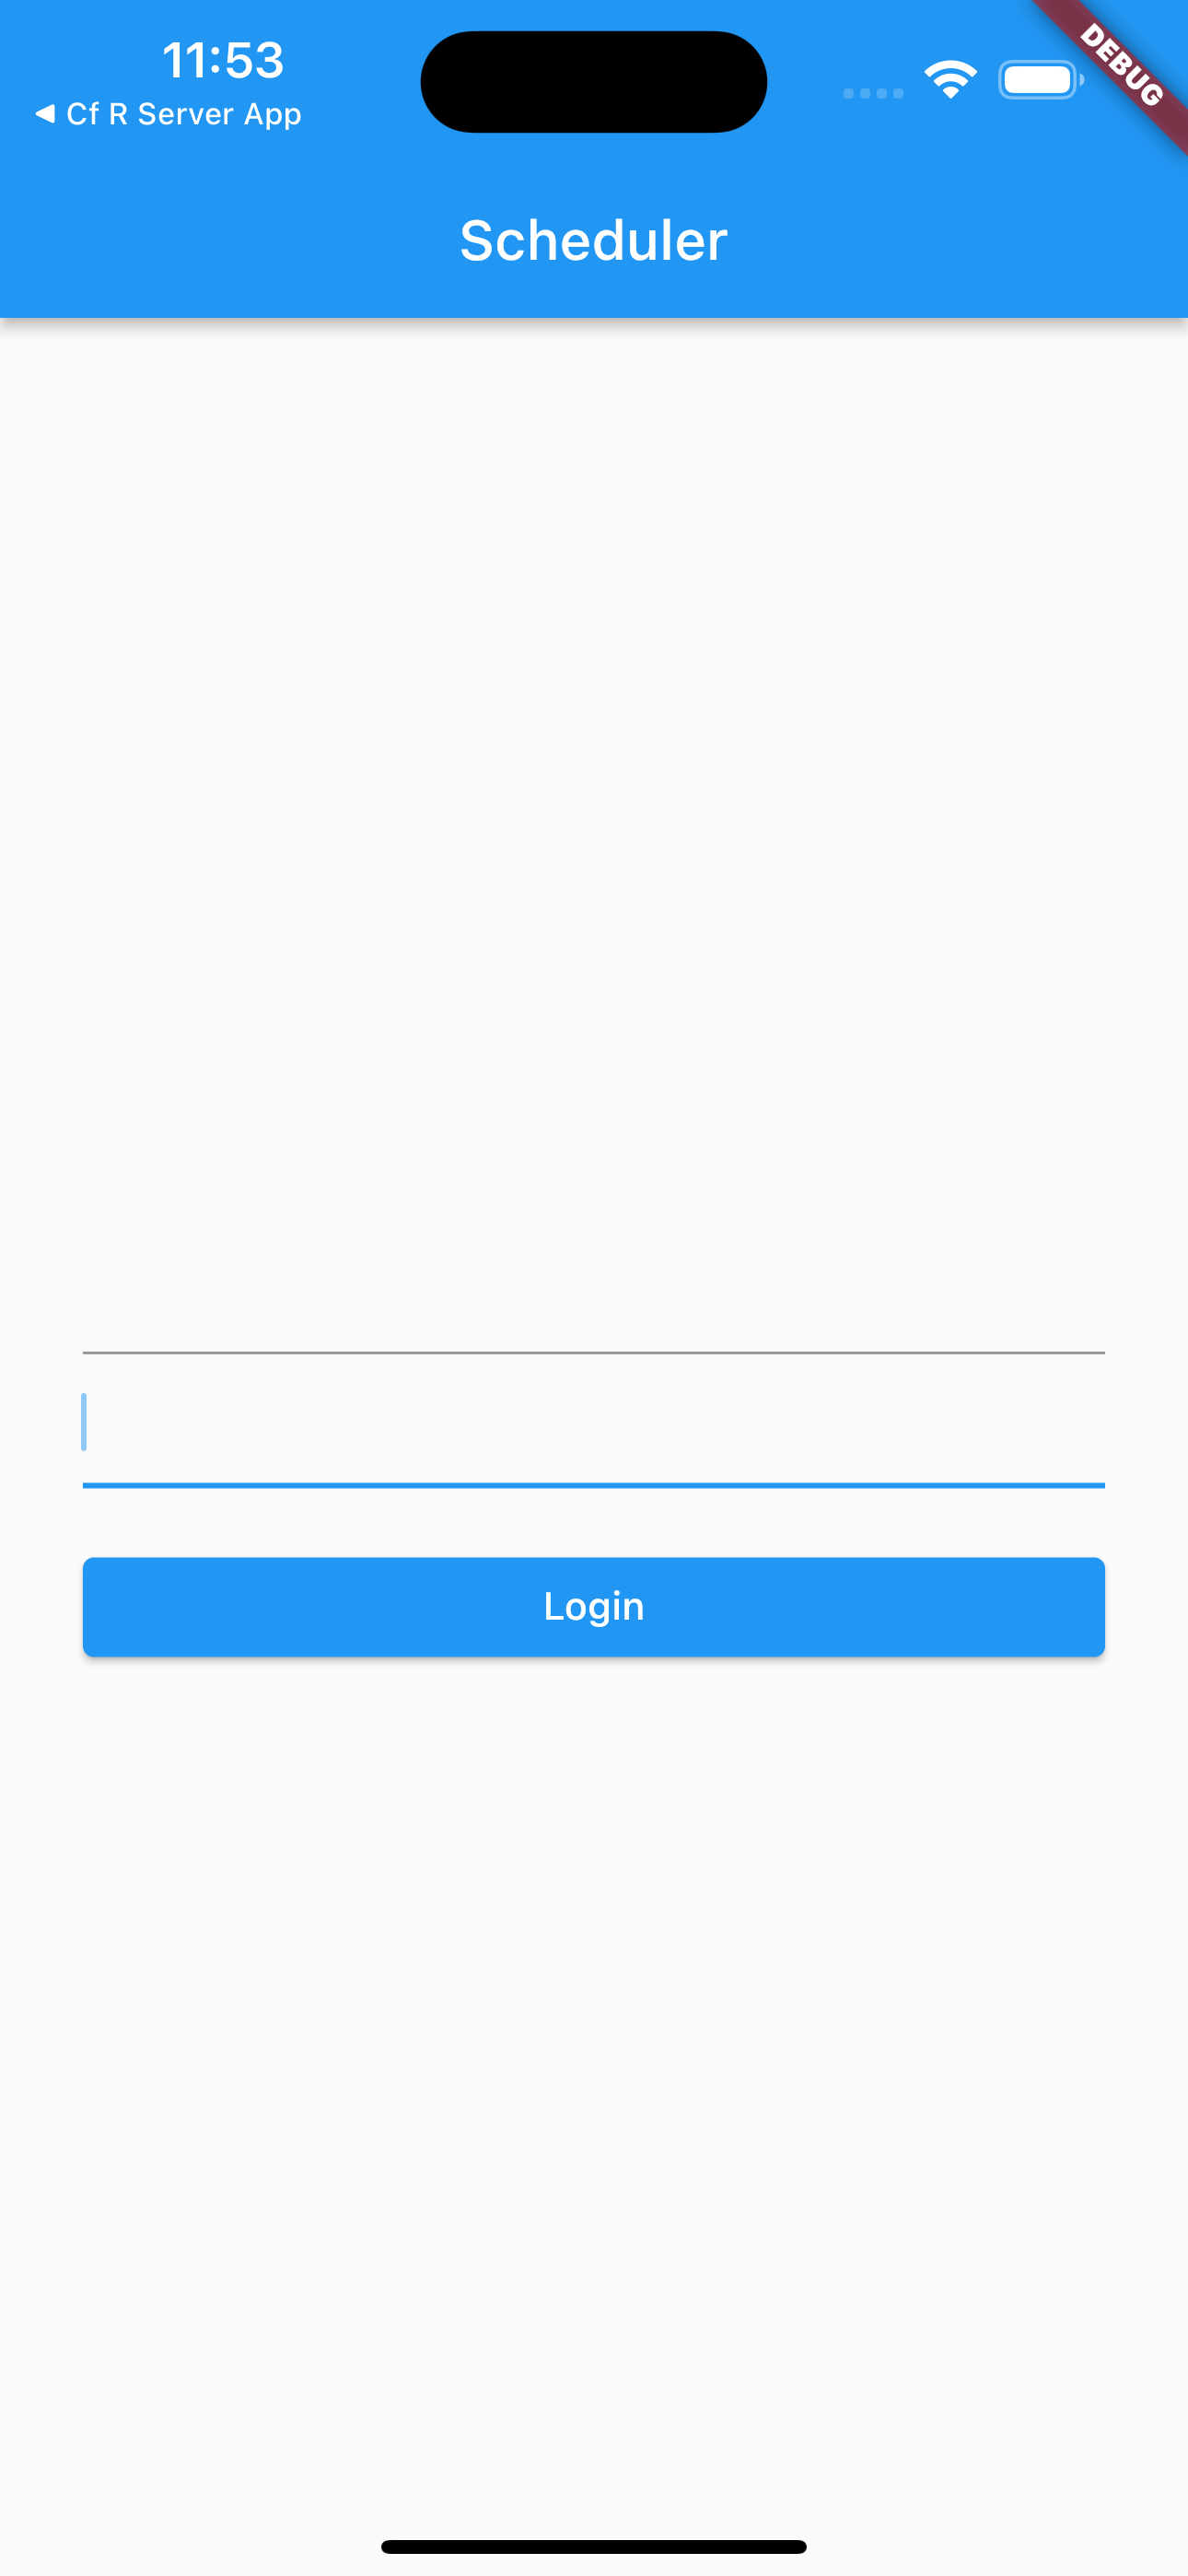 11:53
DEBUG
◀ Cf R Server App
Scheduler
Login